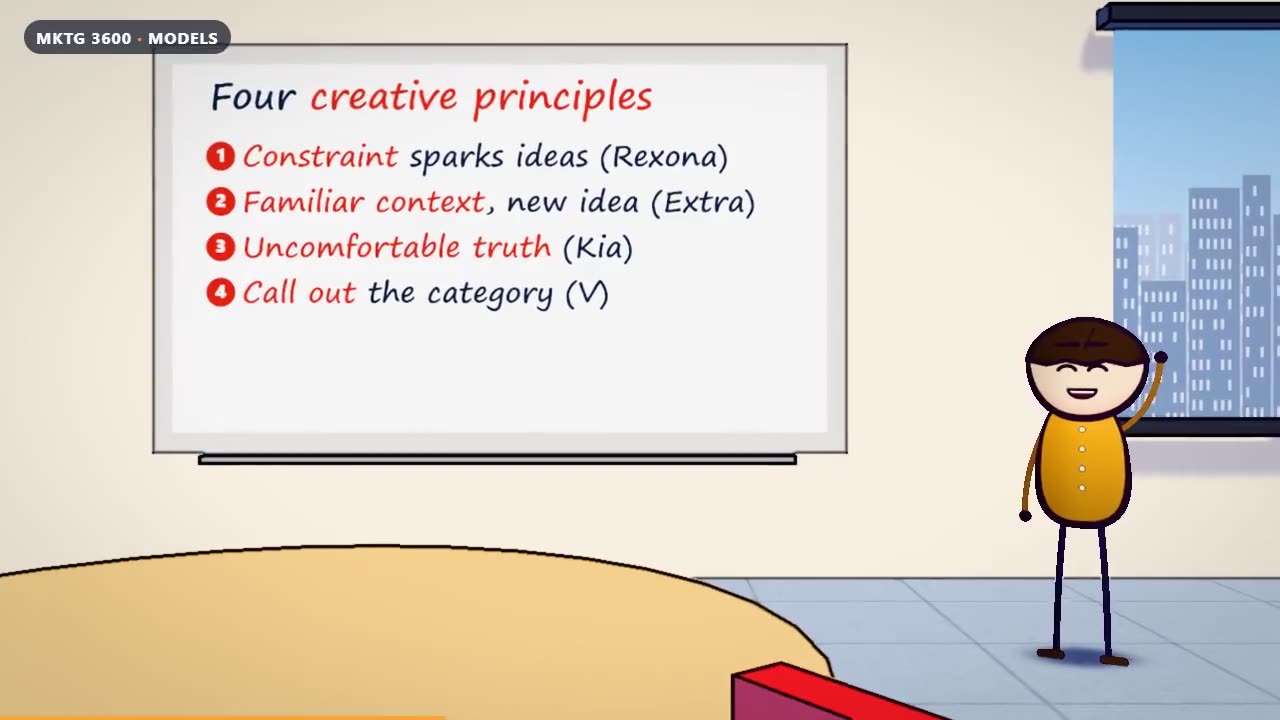 MKTG 3600 · MODELS
Four creative principles
1 Constraint sparks ideas (Rexona)
2 Familiar context, new idea (Extra)
3 Uncomfortable truth (Kia)
4 Call out the category (V)